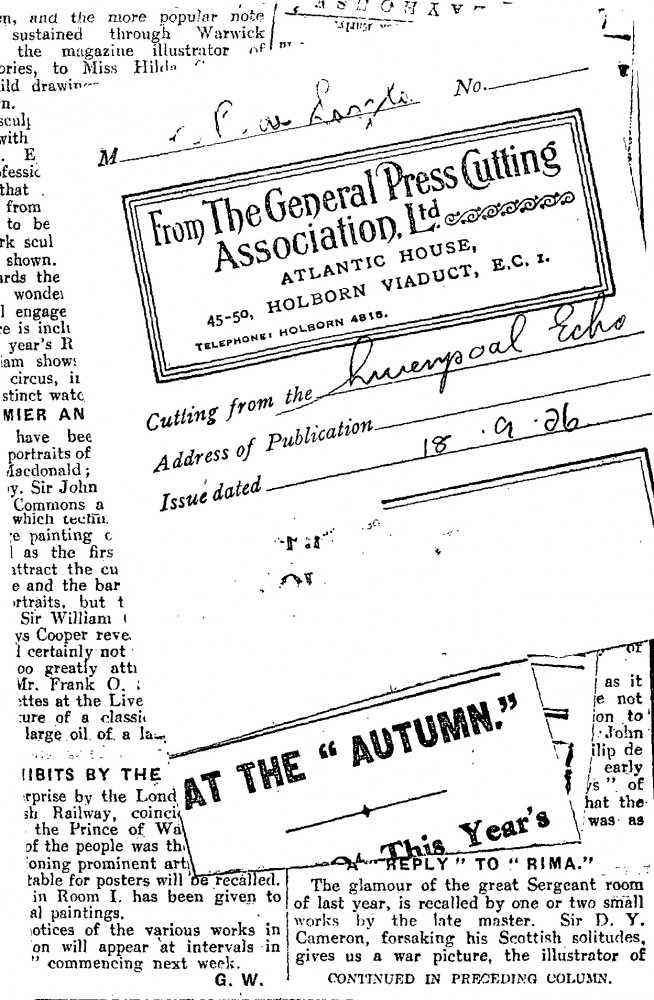 and the more popular note
sustained through Warwick
the magazine illustrator of
ories, to Miss Hilda
ild
No.
M
with
E
that
from
to be
rk scul
shown.
ards the
wonde
l engage
e is incl
year's R
iam show
circus, i
stinct wate
MIER AN
have bee
portraits of
Macdonald;
y. Sir John
Commons a
which techn
e painting
l as the firs
attract the cu
e and the bar
rtraits, but t
Sir William
ys Cooper reve
l certainly not
oo greatly att
Mr. Frank O.
ettes at the Live
ture of a classi
large oil of a la
From The General Press Cutting
Association, Ltd.
ATLANTIC HOUSE,
45-50, HOLBORN VIADUCT, E.C. 1.
TELEPHONE: HOLBORN 4815.
Cutting from the Liverpool Echo
Address of Publication
Issue dated 18.9.26
AT THE "AUTUMN."
This Year's
of
as it
e not
on to
John
ilip de
early
s" of
hat the
was as
IBITS BY THE
rprise by the Lond
sh Railway, coinci
the Prince of Wa
of the people was th
oning prominent art
table for posters will be recalled.
in Room I. has been given to
al paintings.
otices of the various works in
on will appear at intervals in
" commencing next week.
G. W.
A "REPLY" TO "RIMA."
The glamour of the great Sergeant room
of last year, is recalled by one or two small
works by the late master. Sir D. Y.
Cameron, forsaking his Scottish solitudes,
gives us a war picture, the illustrator of
CONTINUED IN PRECEDING COLUMN.